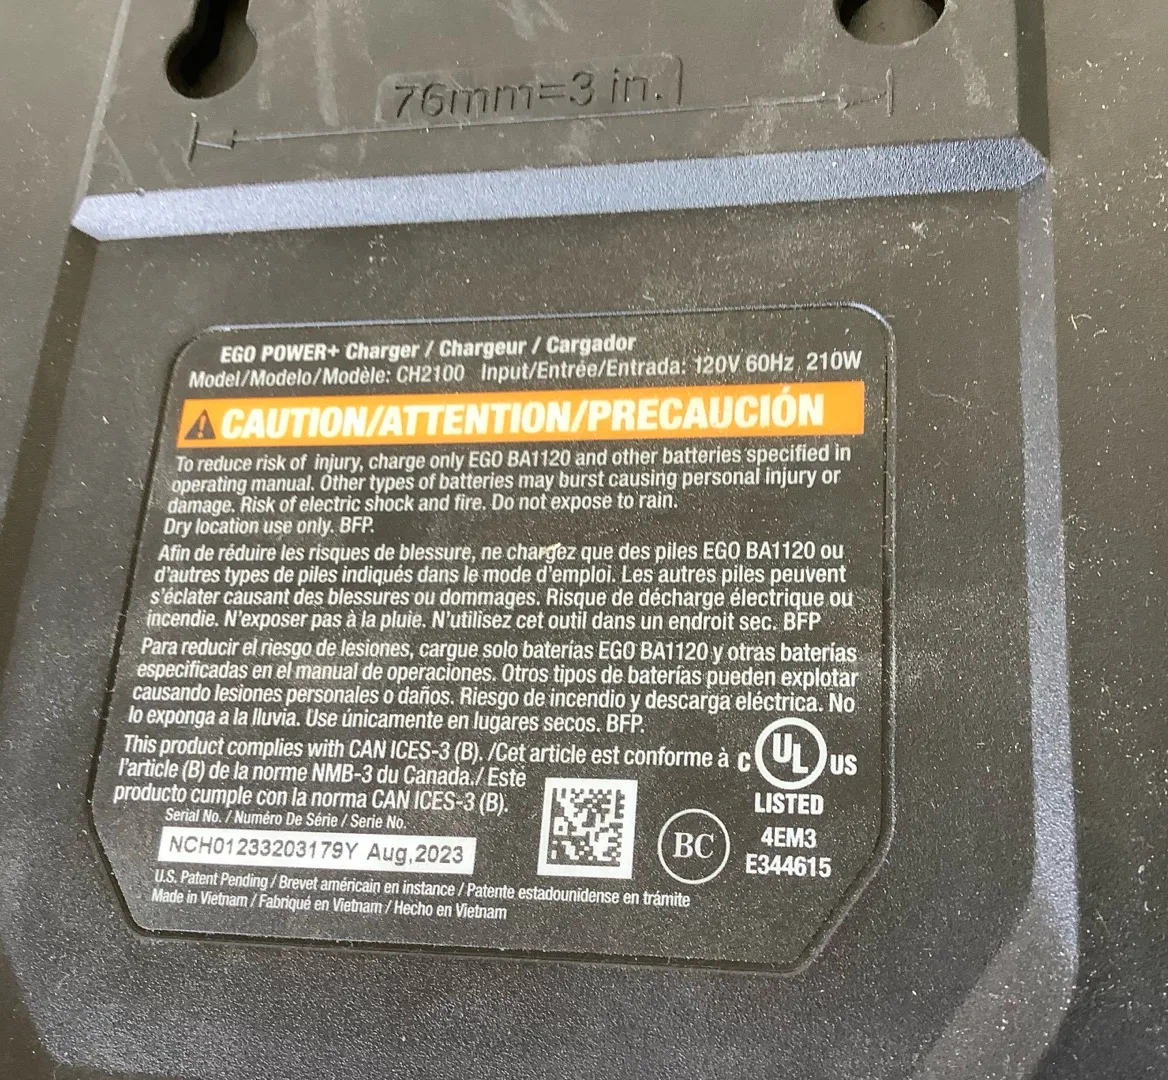 76mm=3 in.
EGO POWER+ Charger / Chargeur / Cargador
Model/Modelo/Modèle: CH2100 Input/Entrée/Entrada: 120V 60Hz 210W
CAUTION/ATTENTION/PRECAUCIÓN
To reduce risk of injury, charge only EGO BA1120 and other batteries specified in
operating manual. Other types of batteries may burst causing personal injury or
damage. Risk of electric shock and fire. Do not expose to rain.
Dry location use only. BFP.
Afin de réduire les risques de blessure, ne chargez que des piles EGO BA1120 ou
d'autres types de piles indiqués dans le mode d'emploi. Les autres piles peuvent
s'éclater causant des blessures ou dommages. Risque de décharge électrique ou
incendie. N'exposer pas à la pluie. N'utilisez cet outil dans un endroit sec. BFP
Para reducir el riesgo de lesiones, cargue solo baterías EGO BA1120 y otras baterías
especificadas en el manual de operaciones. Otros tipos de baterías pueden explotar
causando lesiones personales o daños. Riesgo de incendio y descarga eléctrica. No
lo exponga a la lluvia. Use únicamente en lugares secos. BFP.
This product complies with CAN ICES-3 (B). /Cet article est conforme à
l'article (B) de la norme NMB-3 du Canada./ Este
producto cumple con la norma CAN ICES-3 (B).
C UL US
LISTED
4EM3
E344615
BC
Serial No. / Numéro De Série / Serie No.
NCH01233203179Y Aug,2023
U.S. Patent Pending / Brevet américain en instance / Patente estadounidense en trámite
Made in Vietnam / Fabriqué en Vietnam / Hecho en Vietnam